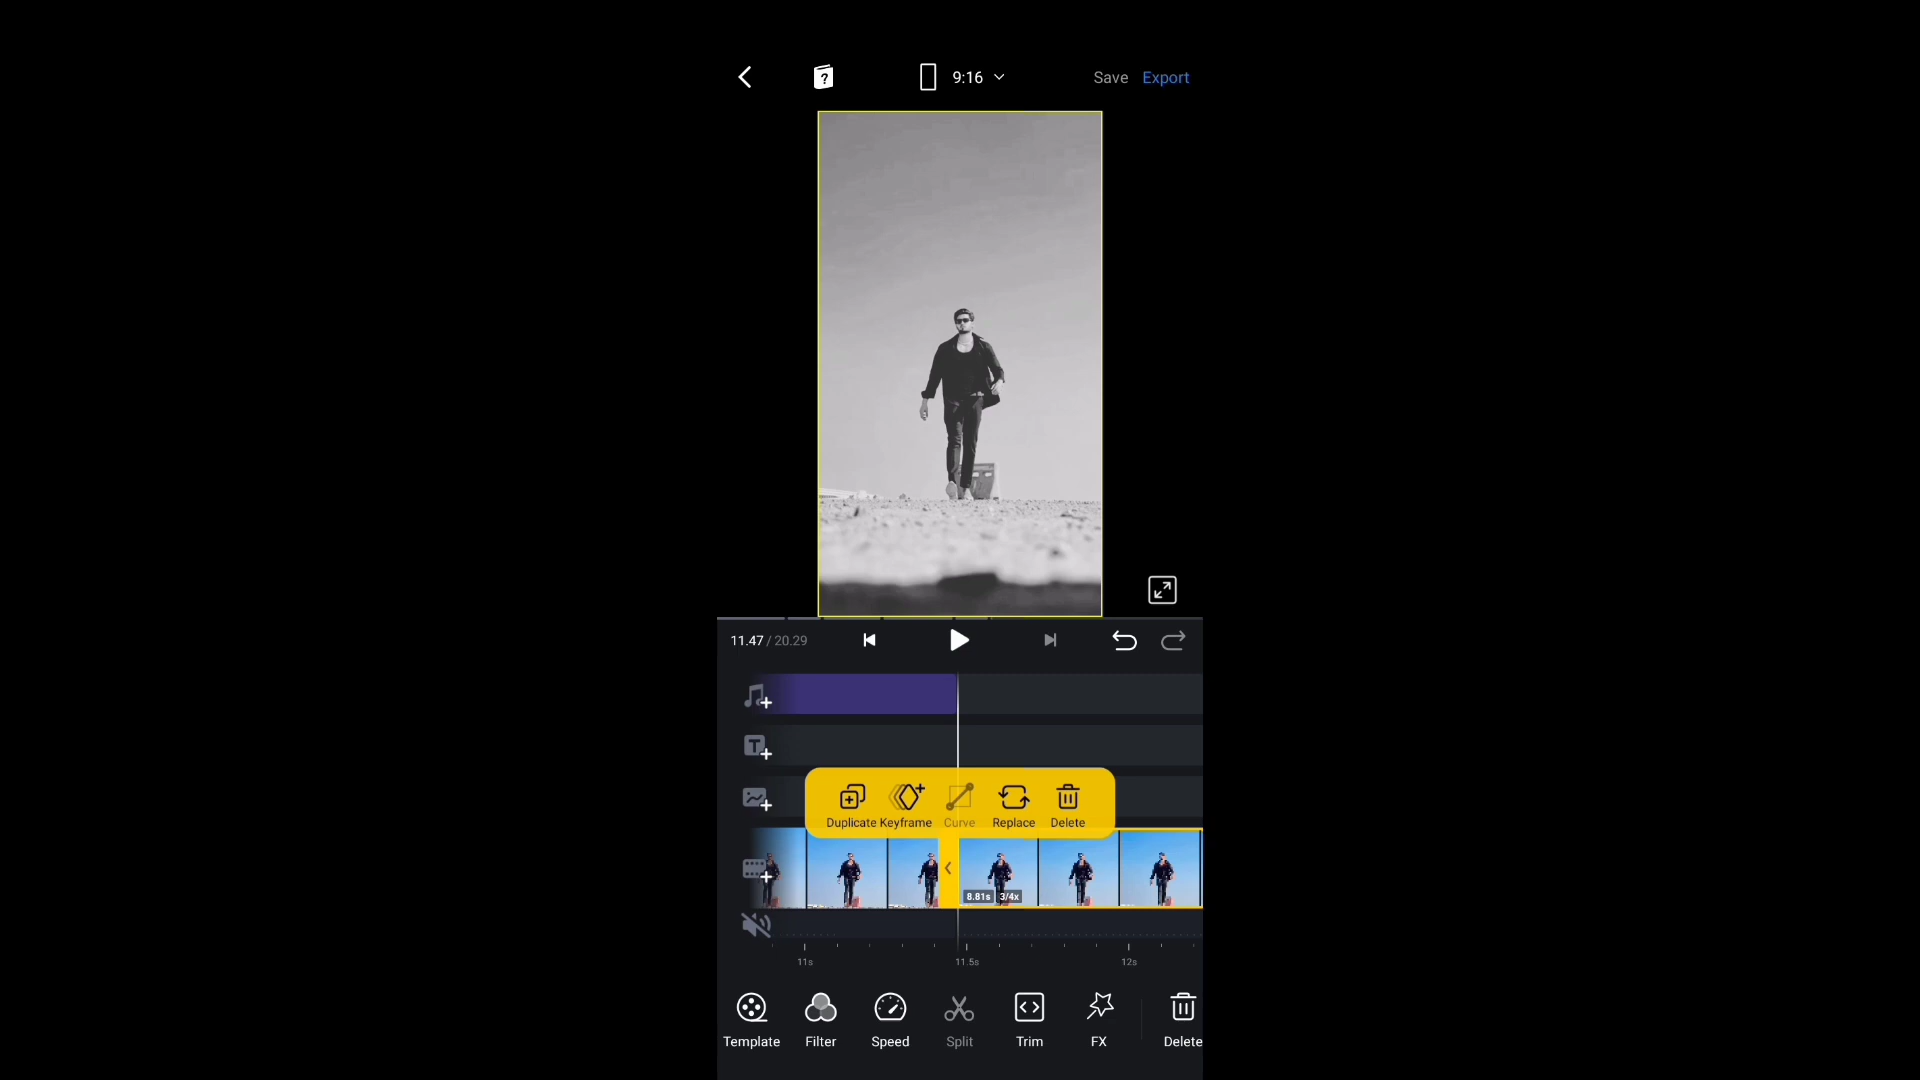 9:16
Save Export
11.47 / 20.29
Duplicate Keyframe Curve Replace Delete
8.81s 3/4x
11s 11.5s 12s
Template Filter Speed Split Trim FX Delete